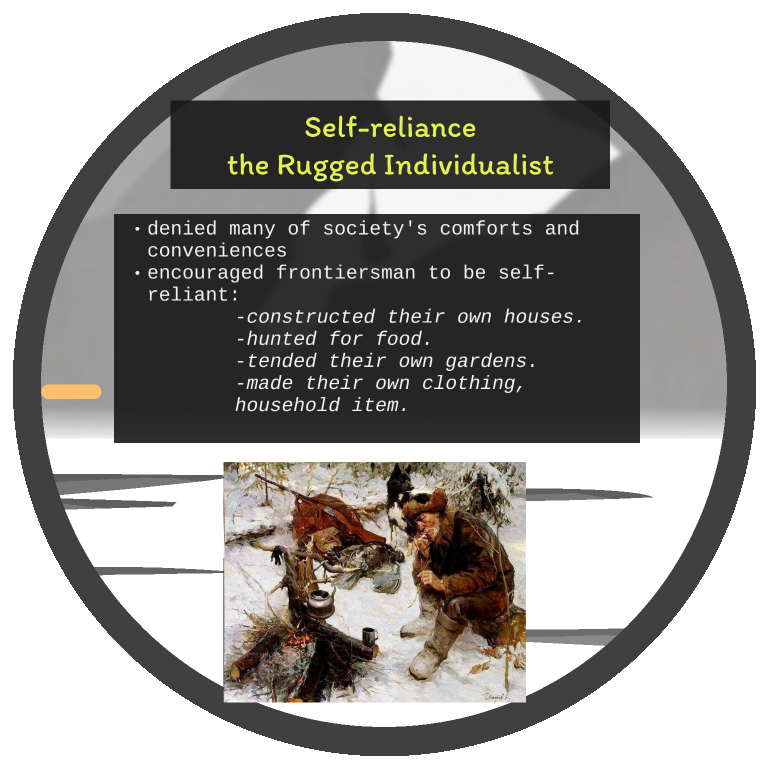 Self-reliance
the Rugged Individualist
• denied many of society's comforts and
conveniences
• encouraged frontiersman to be self-
reliant:
-constructed their own houses.
-hunted for food.
-tended their own gardens.
-made their own clothing,
household item.